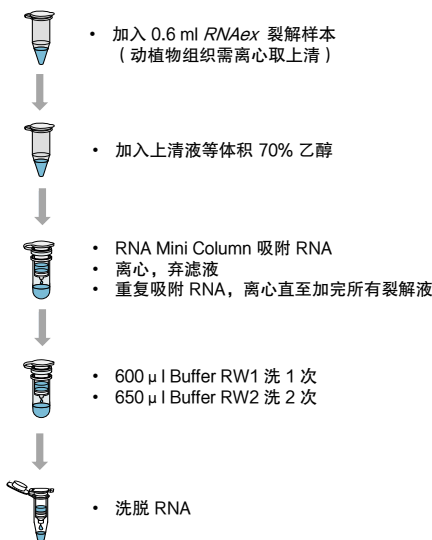 • 加入 0.6 ml RNAex 裂解样本
（动植物组织需离心取上清）
• 加入上清液等体积 70% 乙醇
• RNA Mini Column 吸附 RNA
• 离心，弃滤液
• 重复吸附 RNA，离心直至加完所有裂解液
• 600 μl Buffer RW1 洗 1 次
• 650 μl Buffer RW2 洗 2 次
• 洗脱 RNA